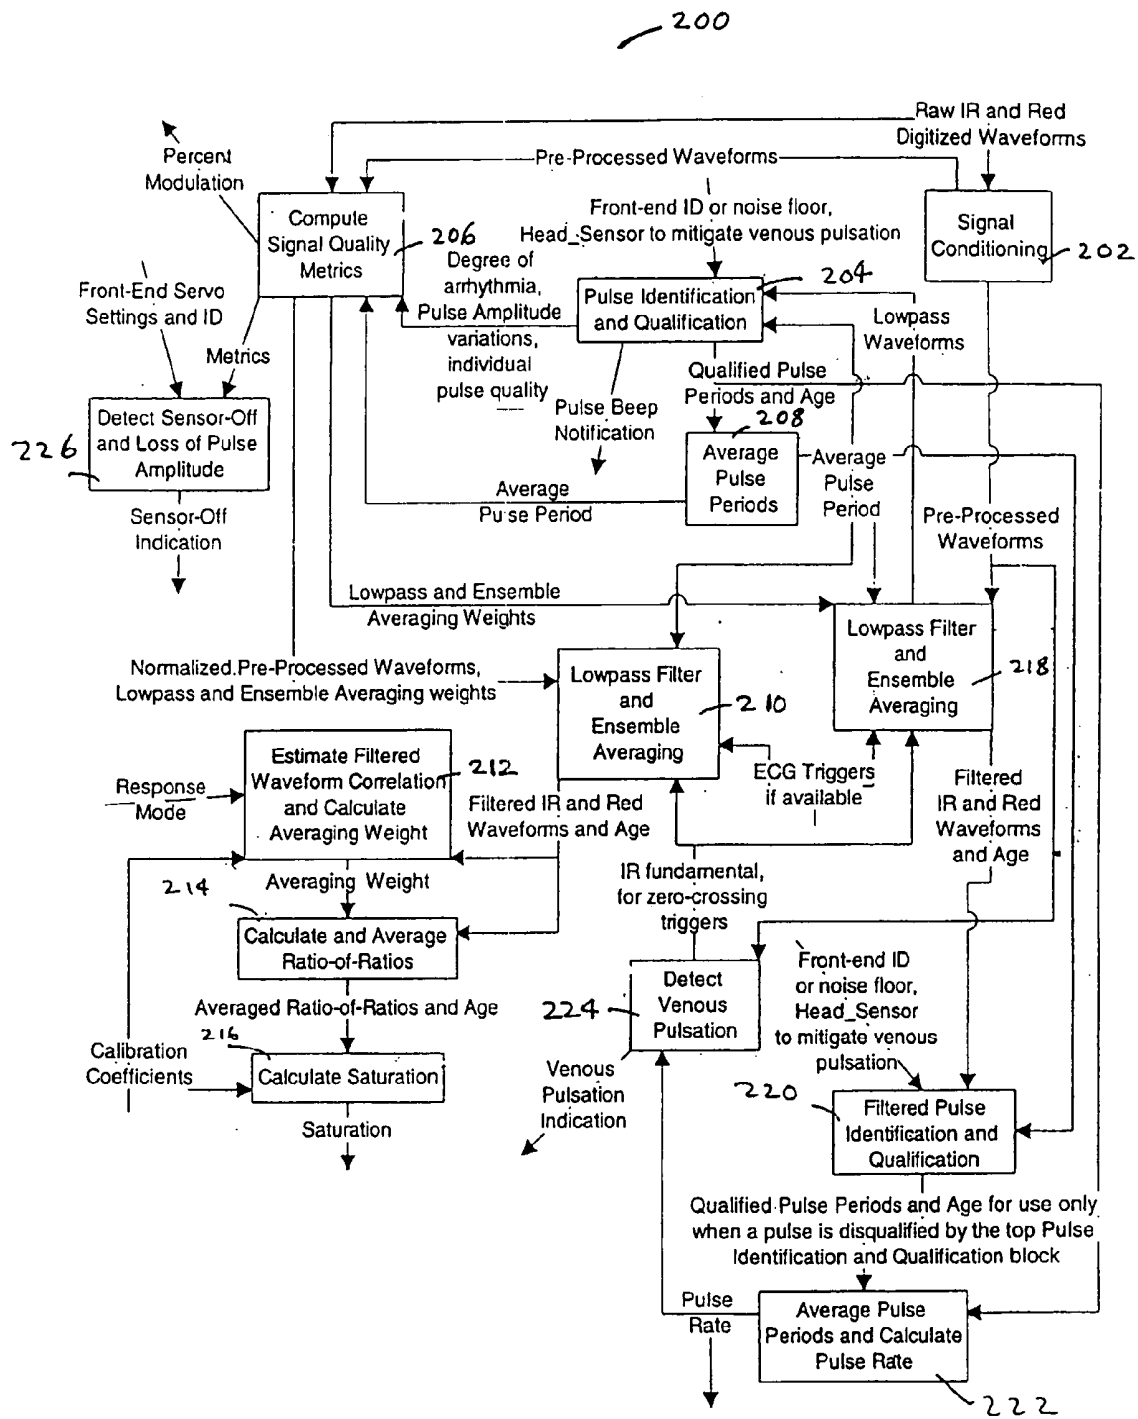 200
Raw IR and Red
Digitized Waveforms
Percent
Modulation
Pre-Processed Waveforms
Compute
Signal Quality
Metrics
206
Front-end ID or noise floor,
Head_Sensor to mitigate venous pulsation
Signal
Conditioning
202
Front-End Servo
Settings and ID
Metrics
Degree of
arrhythmia,
Pulse Amplitude
variations,
individual
pulse quality
204
Pulse Identification
and Qualification
Lowpass
Waveforms
Qualified Pulse
Periods and Age
Pulse Beep
Notification
226
Detect Sensor-Off
and Loss of Pulse
Amplitude
208
Average
Pulse
Periods
Average
Pulse
Period
Average
Pulse Period
Sensor-Off
Indication
Pre-Processed
Waveforms
Lowpass and Ensemble
Averaging Weights
Lowpass Filter
and
Ensemble
Averaging
218
Normalized Pre-Processed Waveforms,
Lowpass and Ensemble Averaging weights
Lowpass Filter
and
Ensemble
Averaging
210
Response
Mode
Estimate Filtered
Waveform Correlation
and Calculate
Averaging Weight
212
Filtered IR and Red
Waveforms and Age
ECG Triggers
if available
Filtered
IR and Red
Waveforms
and Age
214
Averaging Weight
IR fundamental,
for zero-crossing
triggers
Calculate and Average
Ratio-of-Ratios
224
Detect
Venous
Pulsation
Front-end ID
or noise floor,
Head_Sensor
to mitigate venous
pulsation
Averaged Ratio-of-Ratios and Age
216
Calibration
Coefficients
Calculate Saturation
Venous
Pulsation
Indication
220
Filtered Pulse
Identification and
Qualification
Saturation
Qualified Pulse Periods and Age for use only
when a pulse is disqualified by the top Pulse
Identification and Qualification block
Pulse
Rate
Average Pulse
Periods and Calculate
Pulse Rate
222